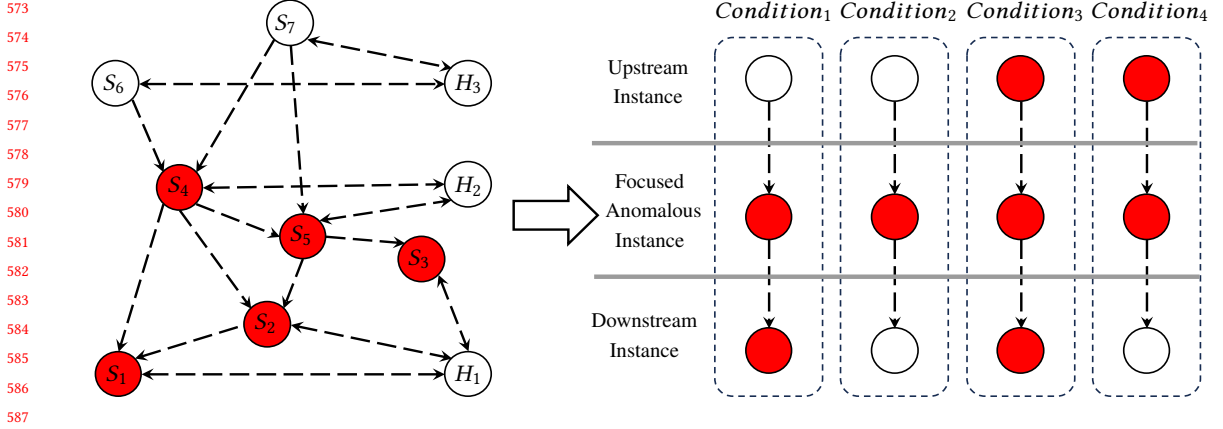 573
574
575
576
577
578
579
580
581
582
583
584
585
586
587
S₇
S₆
H₃
S₄
H₂
S₅
S₃
S₂
S₁
H₁
Condition₁ Condition₂ Condition₃ Condition₄
Upstream
Instance
Focused
Anomalous
Instance
Downstream
Instance